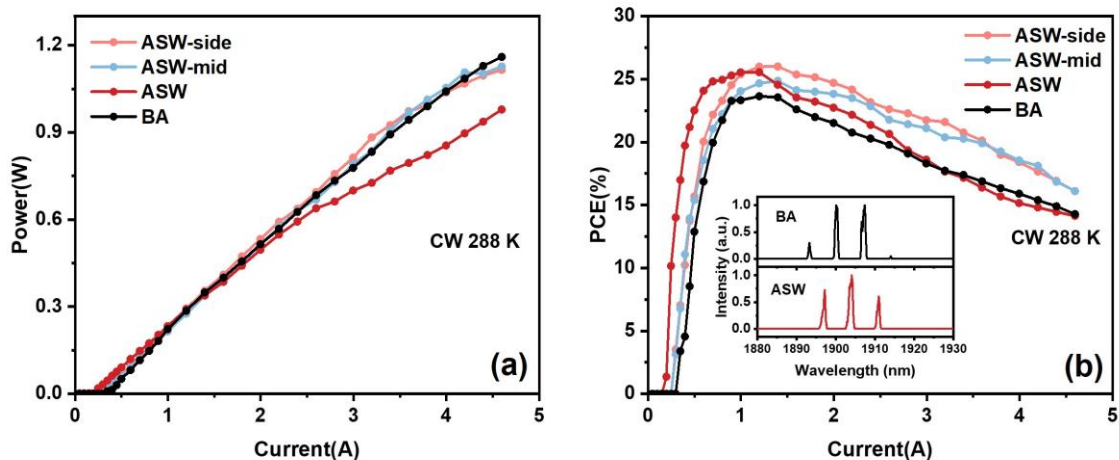 1.2
0.9
0.6
0.3
0.0
Power(W)
ASW-side
ASW-mid
ASW
BA
CW 288 K
(a)
0 1 2 3 4 5
Current(A)
30
25
20
15
10
5
0
PCE(%)
ASW-side
ASW-mid
ASW
BA
CW 288 K
(b)
0 1 2 3 4 5
Current(A)
Intensity (a.u.)
1.0
0.5
0.0
BA
1.0
0.5
0.0
ASW
1880 1890 1900 1910 1920 1930
Wavelength (nm)